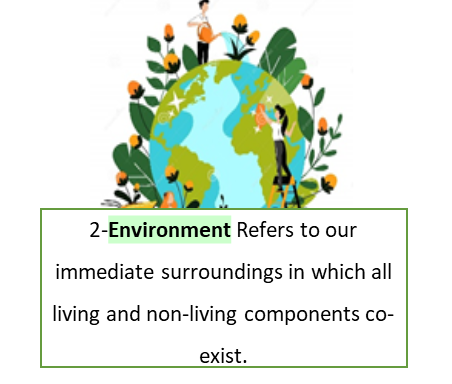 2-Environment Refers to our
immediate surroundings in which all
living and non-living components co-
exist.